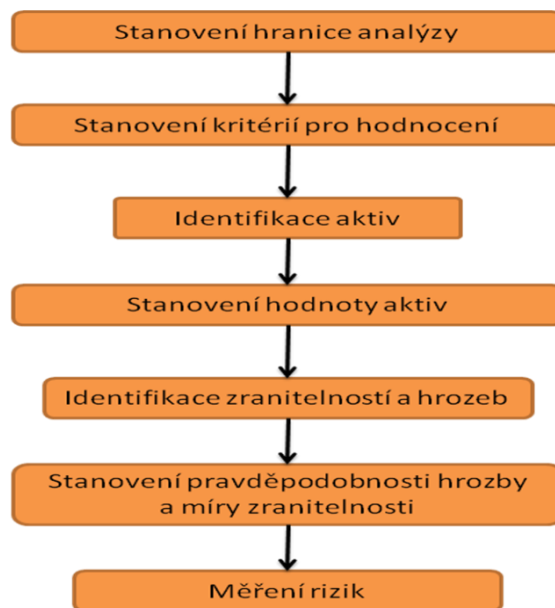 Stanovení hranice analýzy
Stanovení kritérií pro hodnocení
Identifikace aktiv
Stanovení hodnoty aktiv
Identifikace zranitelností a hrozeb
Stanovení pravděpodobnosti hrozby
a míry zranitelnosti
Měření rizik